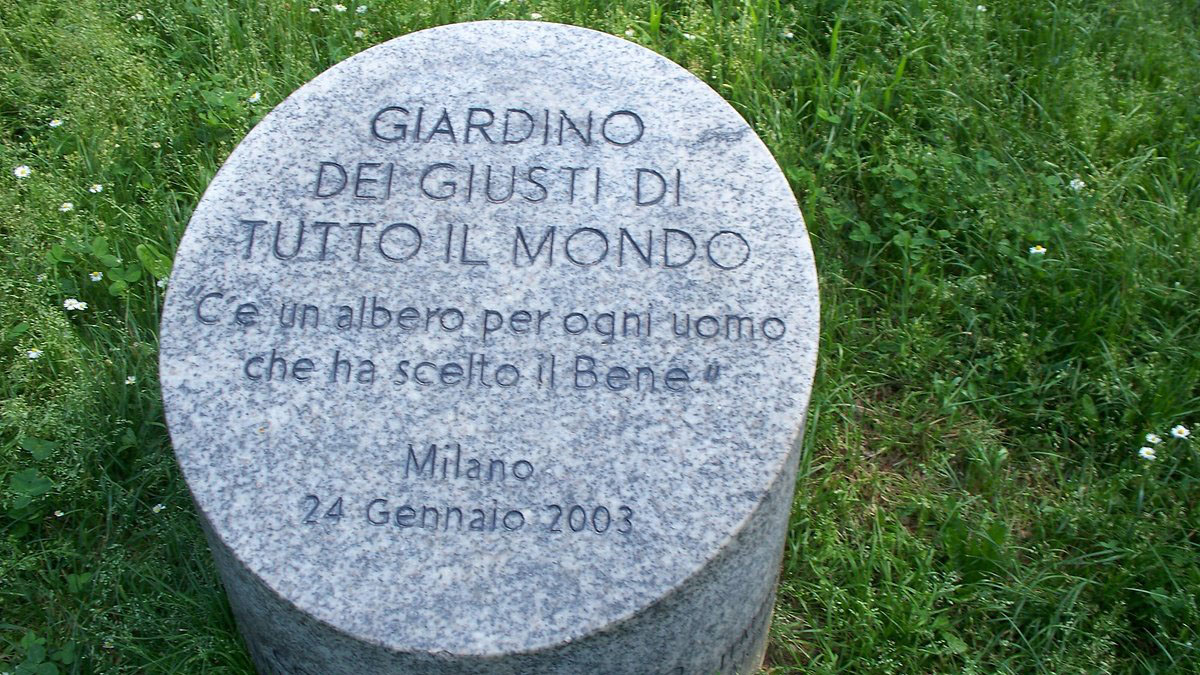 GIARDINO
DEI GIUSTI DI
TUTTO IL MONDO
"C'è un albero per ogni uomo
che ha scelto il Bene."
Milano
24 Gennaio 2003